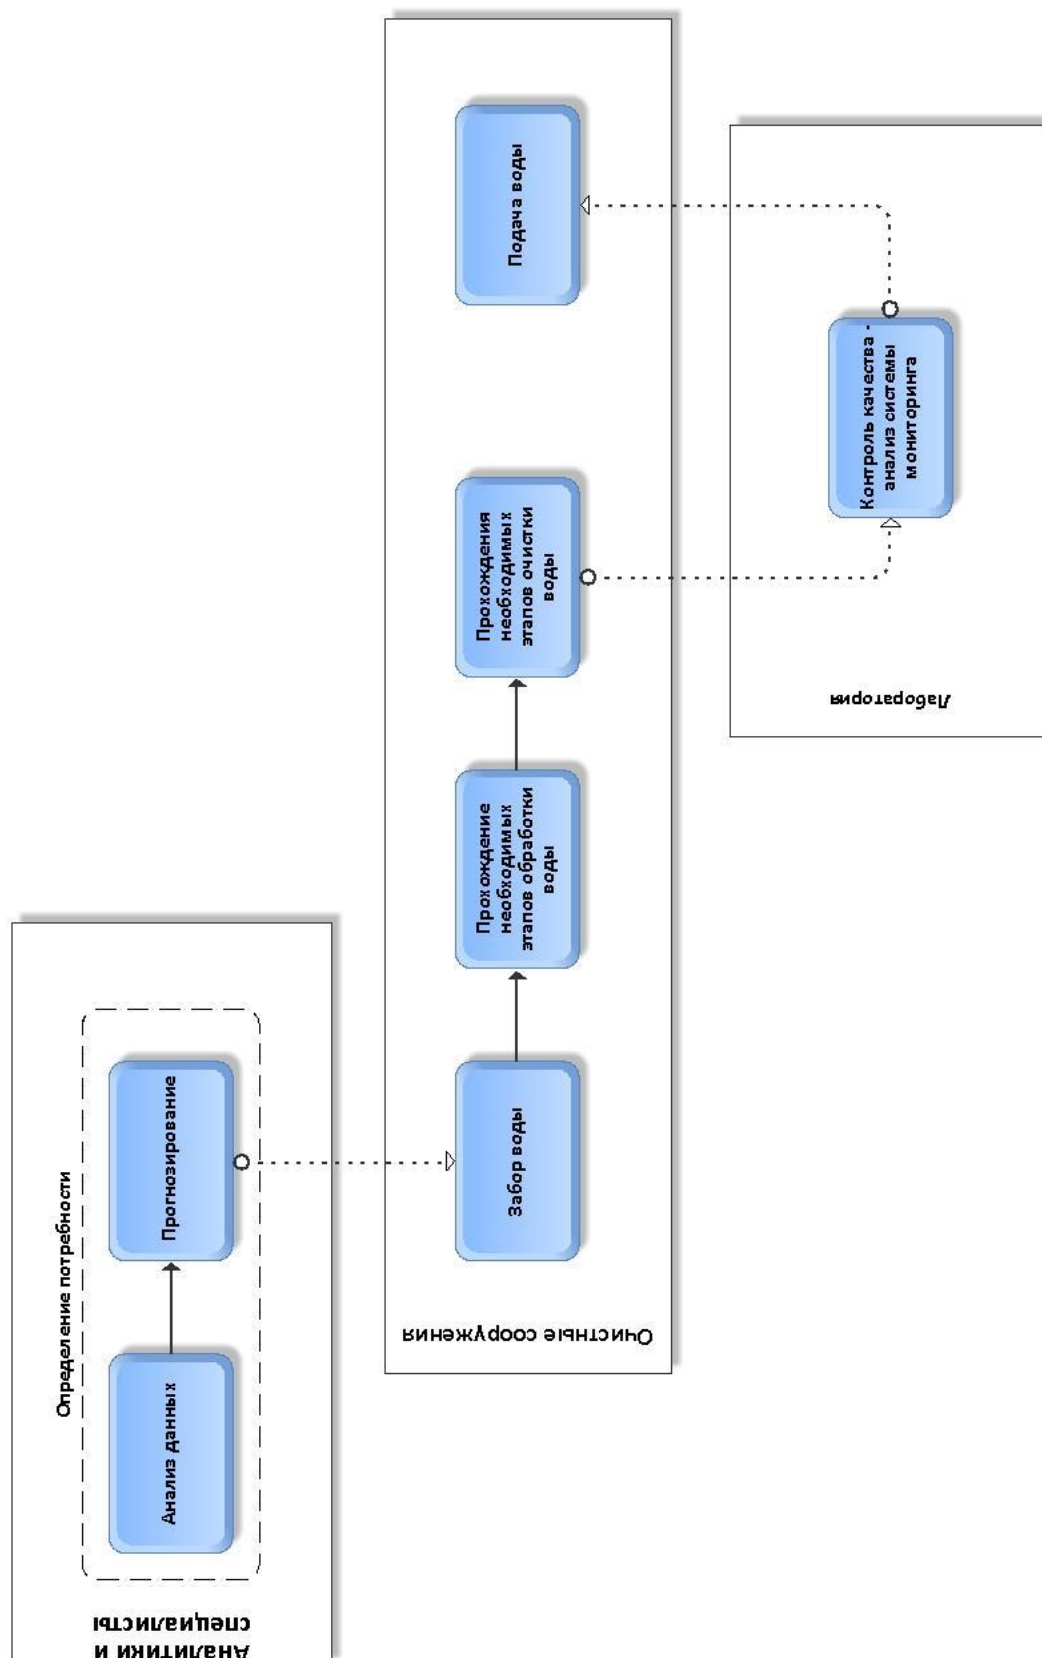 Аналитики и
специалисты
Определение потребности
Анализ данных
Прогнозирование
Очистные сооружения
Забор воды
Прохождение
необходимых
этапов обработки
воды
Прохождения
необходимых
этапов очистки
воды
Подача воды
Лаборатория
Контроль качества -
анализ системы
мониторинга